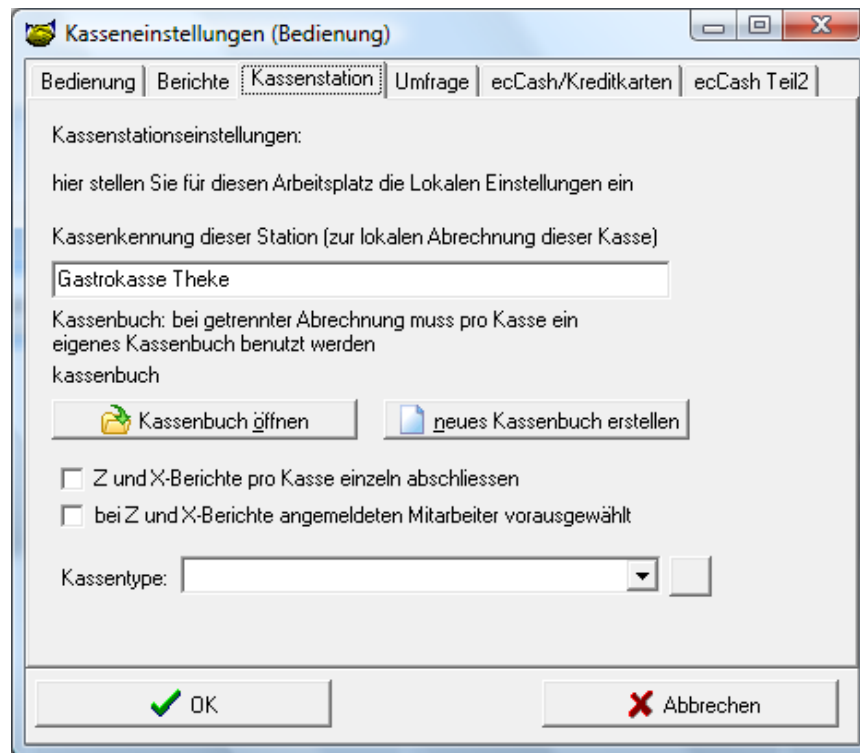 Kasseneinstellungen (Bedienung)
Bedienung Berichte Kassenstation Umfrage ecCash/Kreditkarten ecCash Teil2
Kassenstationseinstellungen:
hier stellen Sie für diesen Arbeitsplatz die Lokalen Einstellungen ein
Kassenkennung dieser Station (zur lokalen Abrechnung dieser Kasse)
Gastrokasse Theke
Kassenbuch: bei getrennter Abrechnung muss pro Kasse ein
eigenes Kassenbuch benutzt werden
kassenbuch
Kassenbuch öffnen neues Kassenbuch erstellen
Z und X-Berichte pro Kasse einzeln abschliessen
bei Z und X-Berichte angemeldeten Mitarbeiter vorausgewählt
Kassentype:
OK Abbrechen